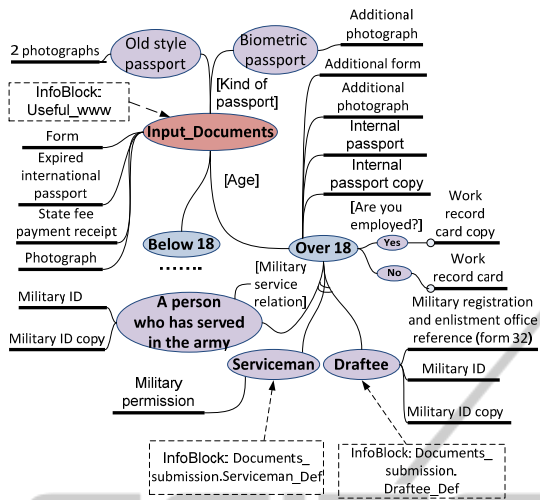 2 photographs
Old style
passport
Biometric
passport
Additional
photograph
Additional form
Additional
photograph
Internal
passport
Internal
passport copy
[Kind of
passport]
InfoBlock:
Useful_www
Input_Documents
Form
Expired
international
passport
State fee
payment receipt
Photograph
[Age]
[Are you
employed?]
Work
record
card copy
Yes
No
Work
record card
Below 18
.......
Over 18
[Military
service
relation]
Military ID
Military ID copy
A person
who has served
in the army
Military registration
and enlistment office
reference (form 32)
Military ID
Military ID copy
Serviceman
Draftee
Military
permission
InfoBlock: Documents_
submission.Serviceman_Def
InfoBlock: Documents_
submission.
Draftee_Def